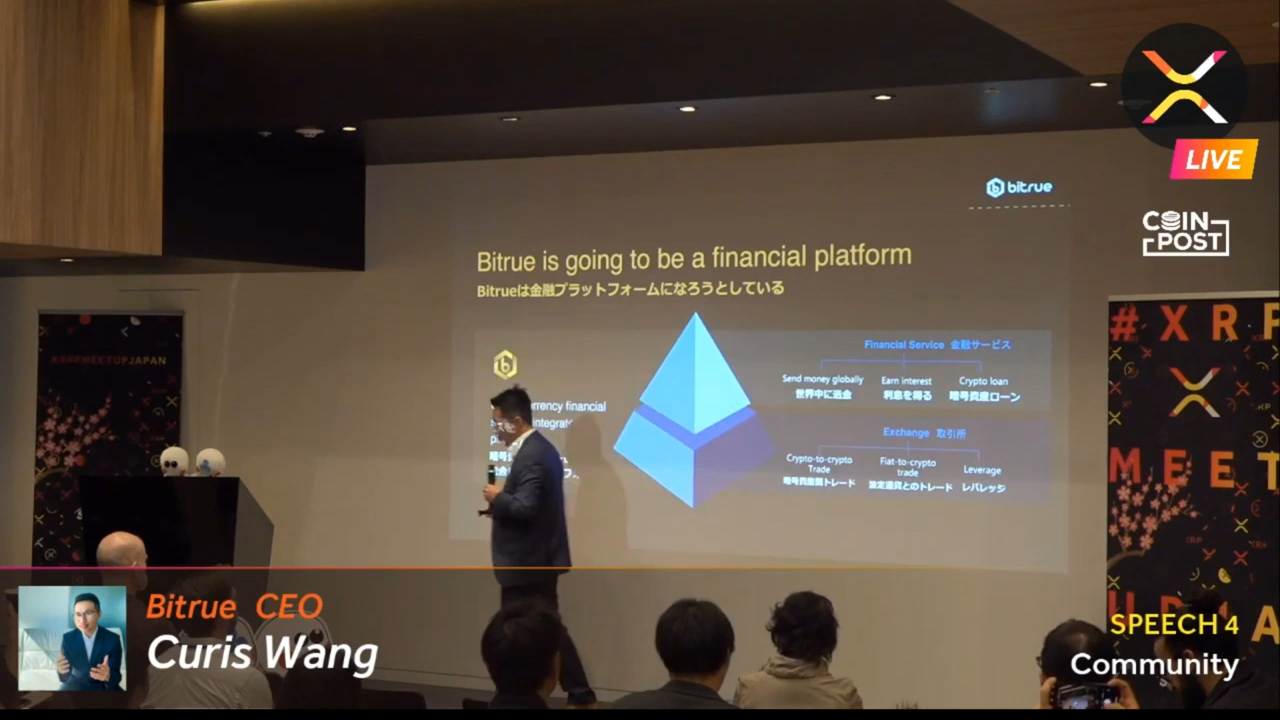 LIVE
COIN
POST
bitrue
Bitrue is going to be a financial platform
Bitrueは金融プラットフォームになろうとしている
Financial Service 金融サービス
Send money globally
世界中に送金
Earn interest
利息を得る
Crypto loan
暗号資産ローン
Exchange 取引所
Crypto-to-crypto
Trade
暗号資産間トレード
Fiat-to-crypto
trade
法定通貨とのトレード
Leverage
レバレッジ
currency financial
integrate
#XRPMEETUPJAPAN
#XRP
MEET
Bitrue CEO
Curis Wang
SPEECH 4
Community